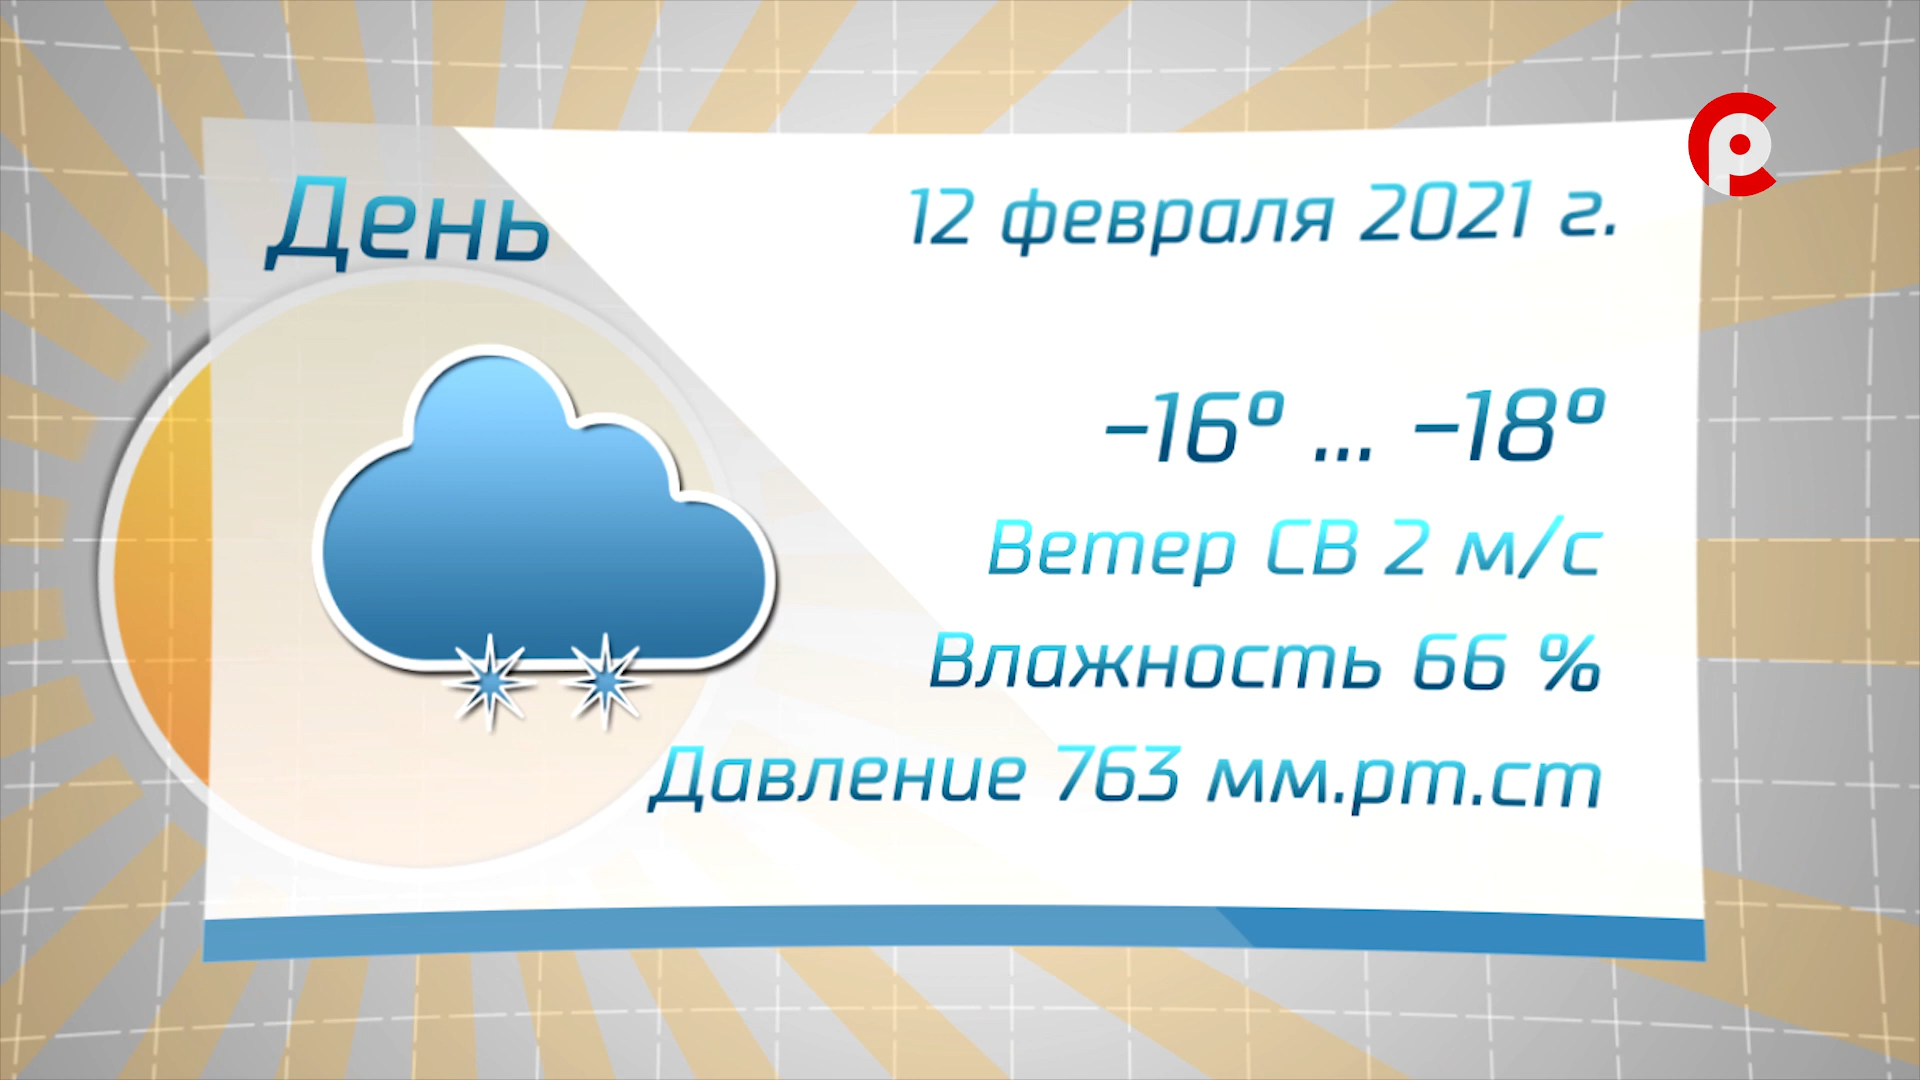 День
12 февраля 2021 г.
-16° ... -18°
Ветер СВ 2 м/с
Влажность 66 %
Давление 763 мм.рт.ст